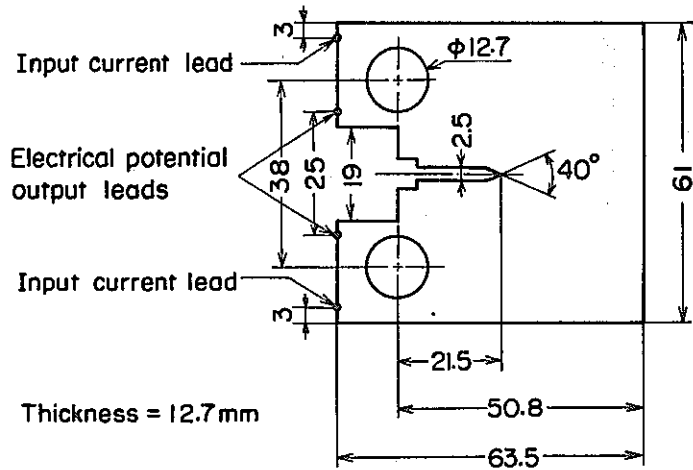 3
Input current lead
φ12.7
Electrical potential
output leads
38
25
19
2.5
40°
61
Input current lead
3
21.5
Thickness = 12.7mm
50.8
63.5